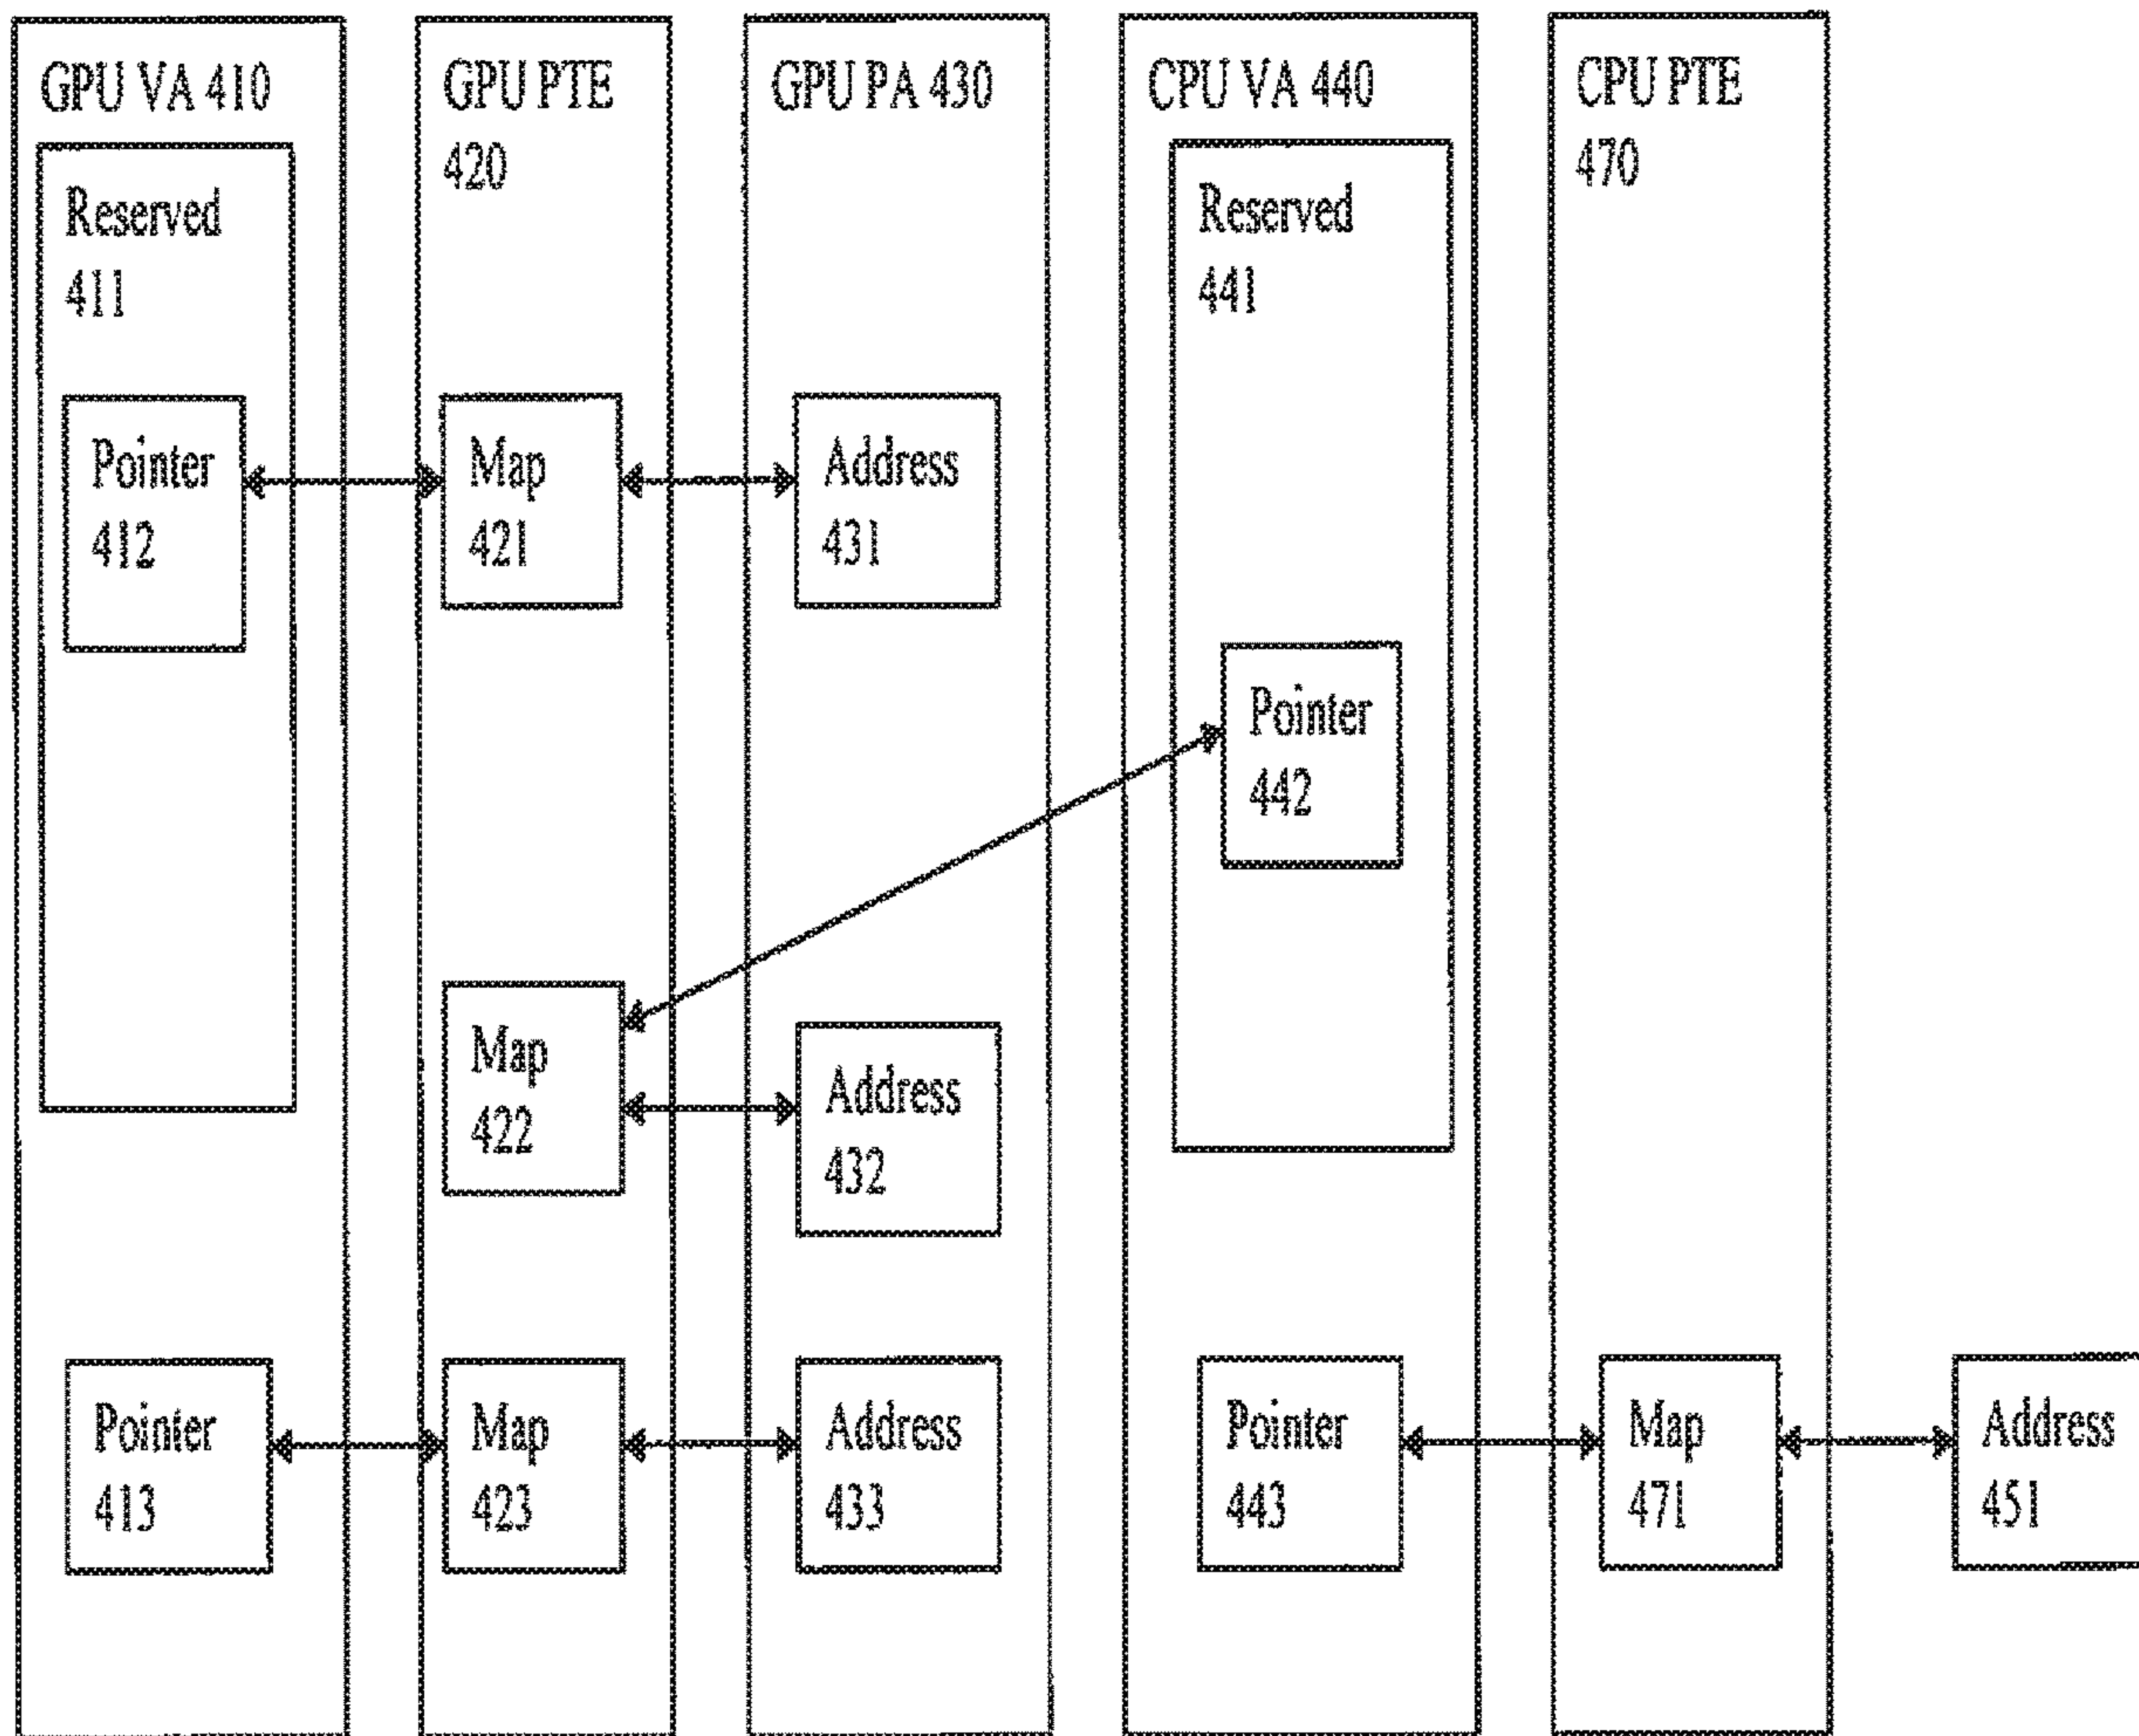 GPU VA 410
Reserved
411
Pointer
412
Pointer
413
GPU PTE
420
Map
421
Map
422
Map
423
GPU PA 430
Address
431
Address
432
Address
433
CPU VA 440
Reserved
441
Pointer
442
Pointer
443
CPU PTE
470
Map
471
Address
451